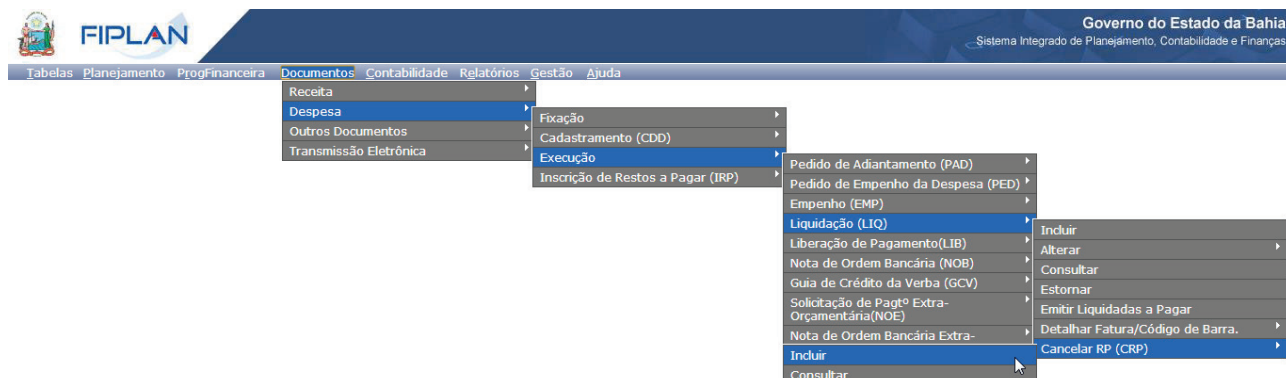 FIPLAN
Governo do Estado da Bahia
Sistema Integrado de Planejamento, Contabilidade e Finanças
Tabelas Planejamento ProgFinanceira Documentos Contabilidade Relatórios Gestão Ajuda
Receita
Despesa
Outros Documentos
Transmissão Eletrônica
Fixação
Cadastramento (CDD)
Execução
Inscrição de Restos a Pagar (IRP)
Pedido de Adiantamento (PAD)
Pedido de Empenho da Despesa (PED)
Empenho (EMP)
Liquidação (LIQ)
Liberação de Pagamento(LIB)
Nota de Ordem Bancária (NOB)
Guia de Crédito da Verba (GCV)
Solicitação de Pagtº Extra-
Orçamentária(NOE)
Nota de Ordem Bancária Extra-
Incluir
Alterar
Consultar
Estornar
Emitir Liquidadas a Pagar
Detalhar Fatura/Código de Barra.
Cancelar RP (CRP)
Incluir
Consultar